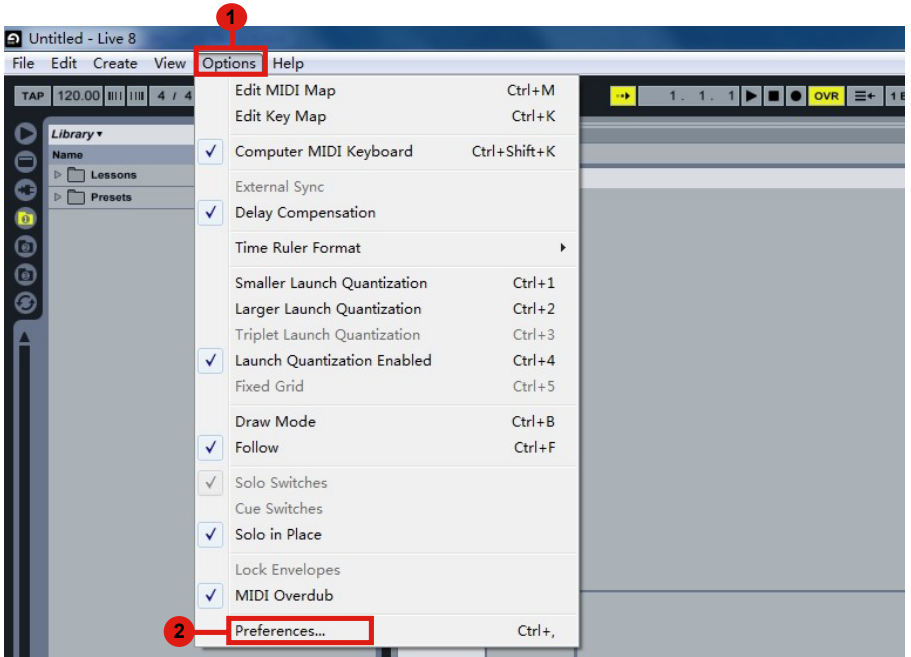 1
Untitled - Live 8
File Edit Create View Options Help
TAP 120.00 4 / 4 1. 1. 1 OVR
Library
Name
Lessons
Presets
Edit MIDI Map Ctrl+M
Edit Key Map Ctrl+K
Computer MIDI Keyboard Ctrl+Shift+K
External Sync
Delay Compensation
Time Ruler Format
Smaller Launch Quantization Ctrl+1
Larger Launch Quantization Ctrl+2
Triplet Launch Quantization Ctrl+3
Launch Quantization Enabled Ctrl+4
Fixed Grid Ctrl+5
Draw Mode Ctrl+B
Follow Ctrl+F
Solo Switches
Cue Switches
Solo in Place
Lock Envelopes
MIDI Overdub
2 Preferences... Ctrl+,